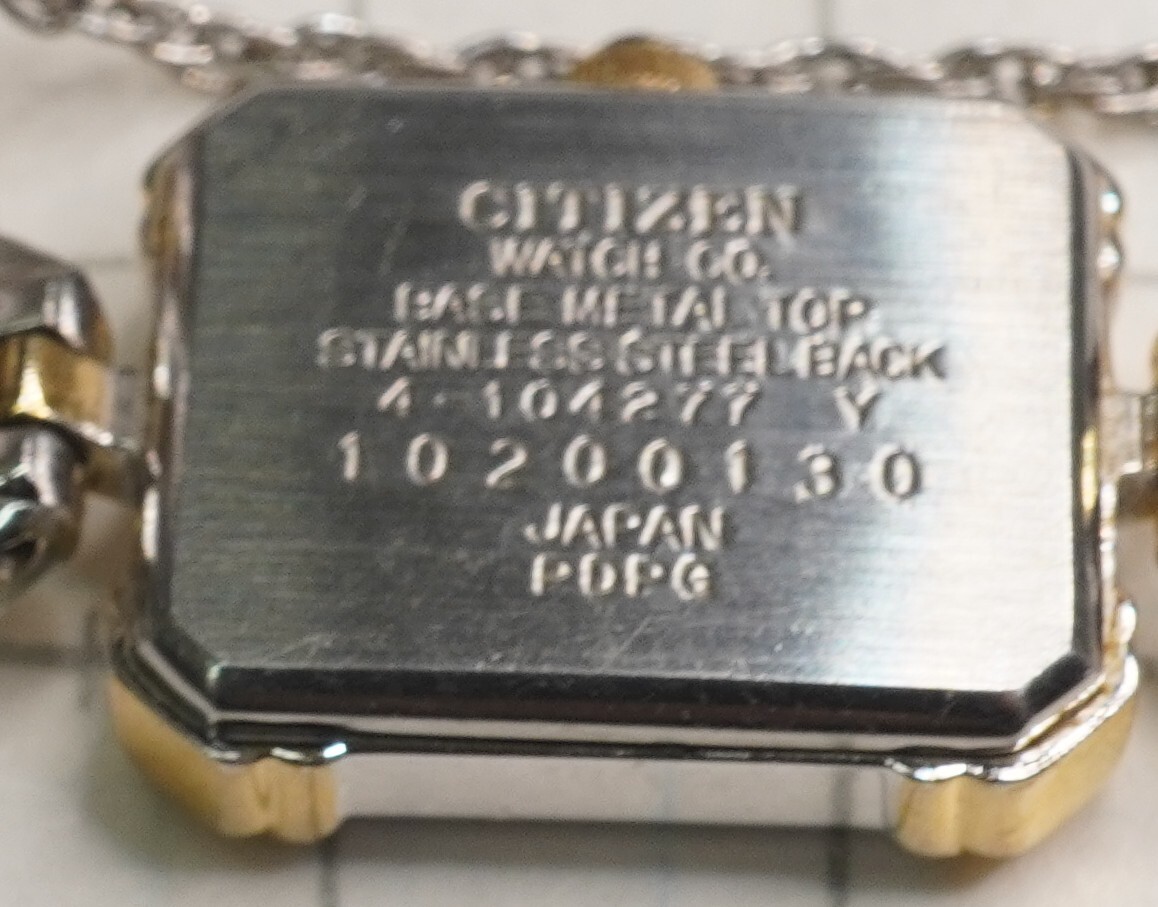 CITIZEN
WATCH CO.
BASE METAL TOP
STAINLESS STEEL BACK
4-104277 Y
10200130
JAPAN
PDPG